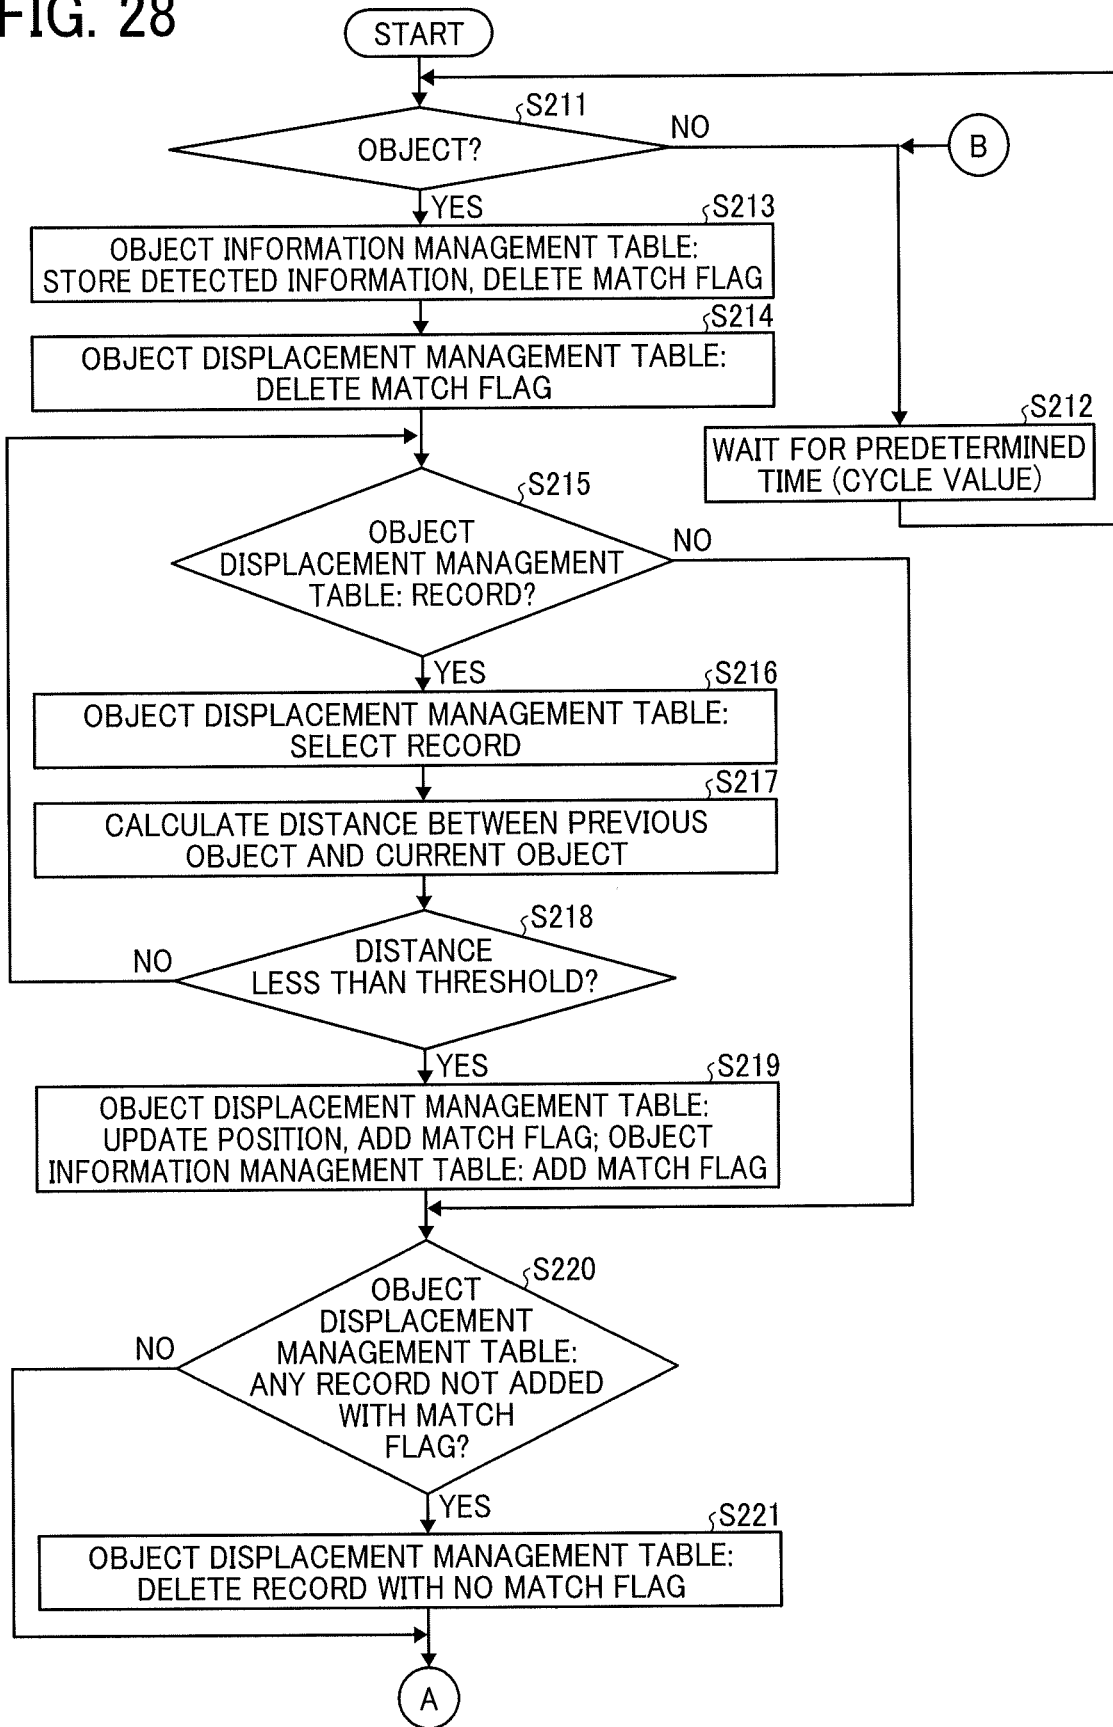 FIG. 28
START
S211
OBJECT?
NO
B
YES
S213
OBJECT INFORMATION MANAGEMENT TABLE:
STORE DETECTED INFORMATION, DELETE MATCH FLAG
S214
OBJECT DISPLACEMENT MANAGEMENT TABLE:
DELETE MATCH FLAG
S212
WAIT FOR PREDETERMINED
TIME (CYCLE VALUE)
S215
OBJECT
DISPLACEMENT MANAGEMENT
TABLE: RECORD?
NO
YES
S216
OBJECT DISPLACEMENT MANAGEMENT TABLE:
SELECT RECORD
S217
CALCULATE DISTANCE BETWEEN PREVIOUS
OBJECT AND CURRENT OBJECT
S218
DISTANCE
LESS THAN THRESHOLD?
NO
YES
S219
OBJECT DISPLACEMENT MANAGEMENT TABLE:
UPDATE POSITION, ADD MATCH FLAG; OBJECT
INFORMATION MANAGEMENT TABLE: ADD MATCH FLAG
S220
OBJECT
DISPLACEMENT
MANAGEMENT TABLE:
ANY RECORD NOT ADDED
WITH MATCH
FLAG?
NO
YES
S221
OBJECT DISPLACEMENT MANAGEMENT TABLE:
DELETE RECORD WITH NO MATCH FLAG
A